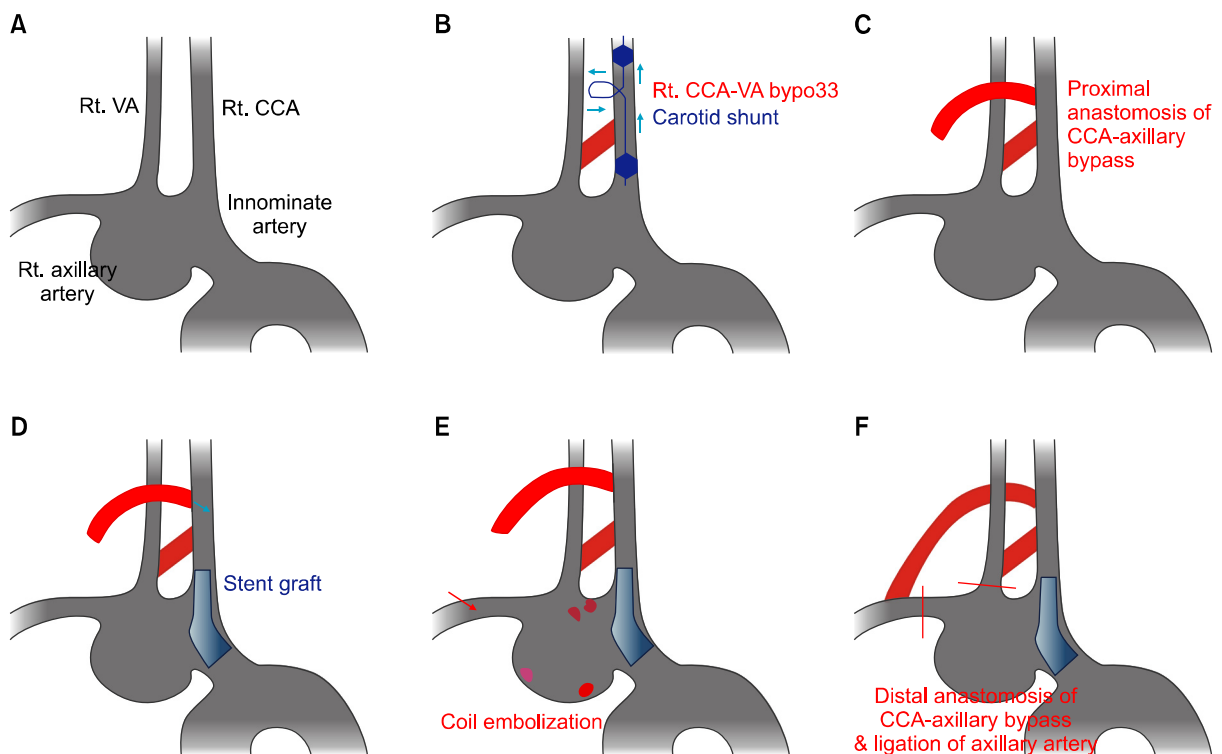 A
Rt. VA
Rt. CCA
Innominate
artery
Rt. axillary
artery
B
Rt. CCA-VA bypo33
Carotid shunt
C
Proximal
anastomosis of
CCA-axillary
bypass
D
Stent graft
E
Coil embolization
F
Distal anastomosis of
CCA-axillary bypass
& ligation of axillary artery